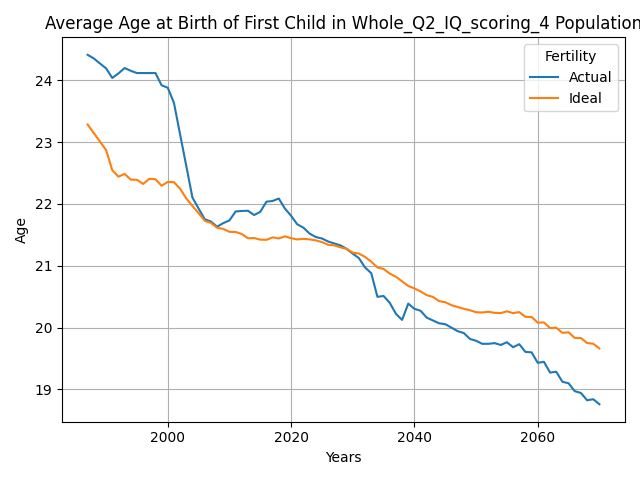 Average Age at Birth of First Child in Whole_Q2_IQ_scoring_4 Population
Fertility
Actual
Ideal
24
23
22
21
20
19
Age
2000
2020
2040
2060
Years